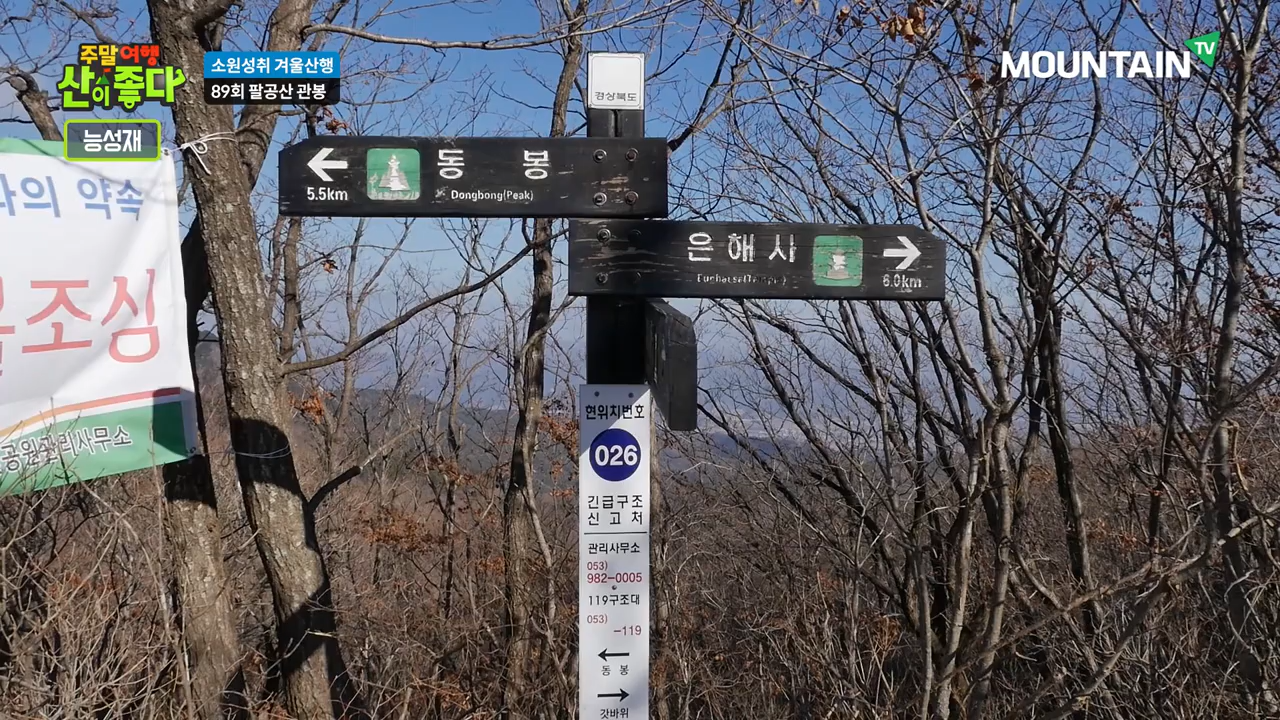 주말여행
산이 좋다
소원성취 겨울산행
89회 팔공산 관봉
능성재
MOUNTAIN TV
의 약속
조심
공원관리사무소
경상북도
동 봉
5.5km
Dongbong(Peak)
은해사
6.0km
현위치번호
026
긴급구조
신고처
관리사무소
053)
982-0005
119구조대
053)
-119
동 봉
갓바위